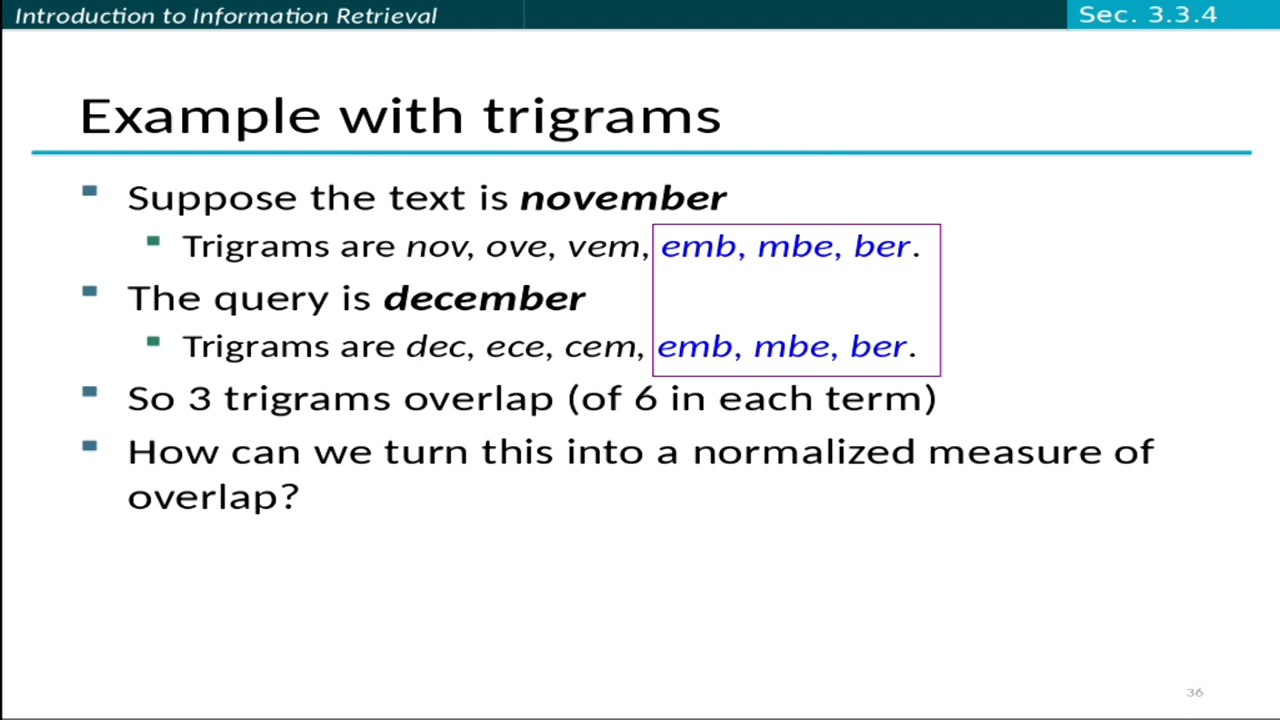 Introduction to Information Retrieval
Sec. 3.3.4
Example with trigrams
Suppose the text is november
Trigrams are nov, ove, vem, emb, mbe, ber.
The query is december
Trigrams are dec, ece, cem, emb, mbe, ber.
So 3 trigrams overlap (of 6 in each term)
How can we turn this into a normalized measure of
overlap?
36